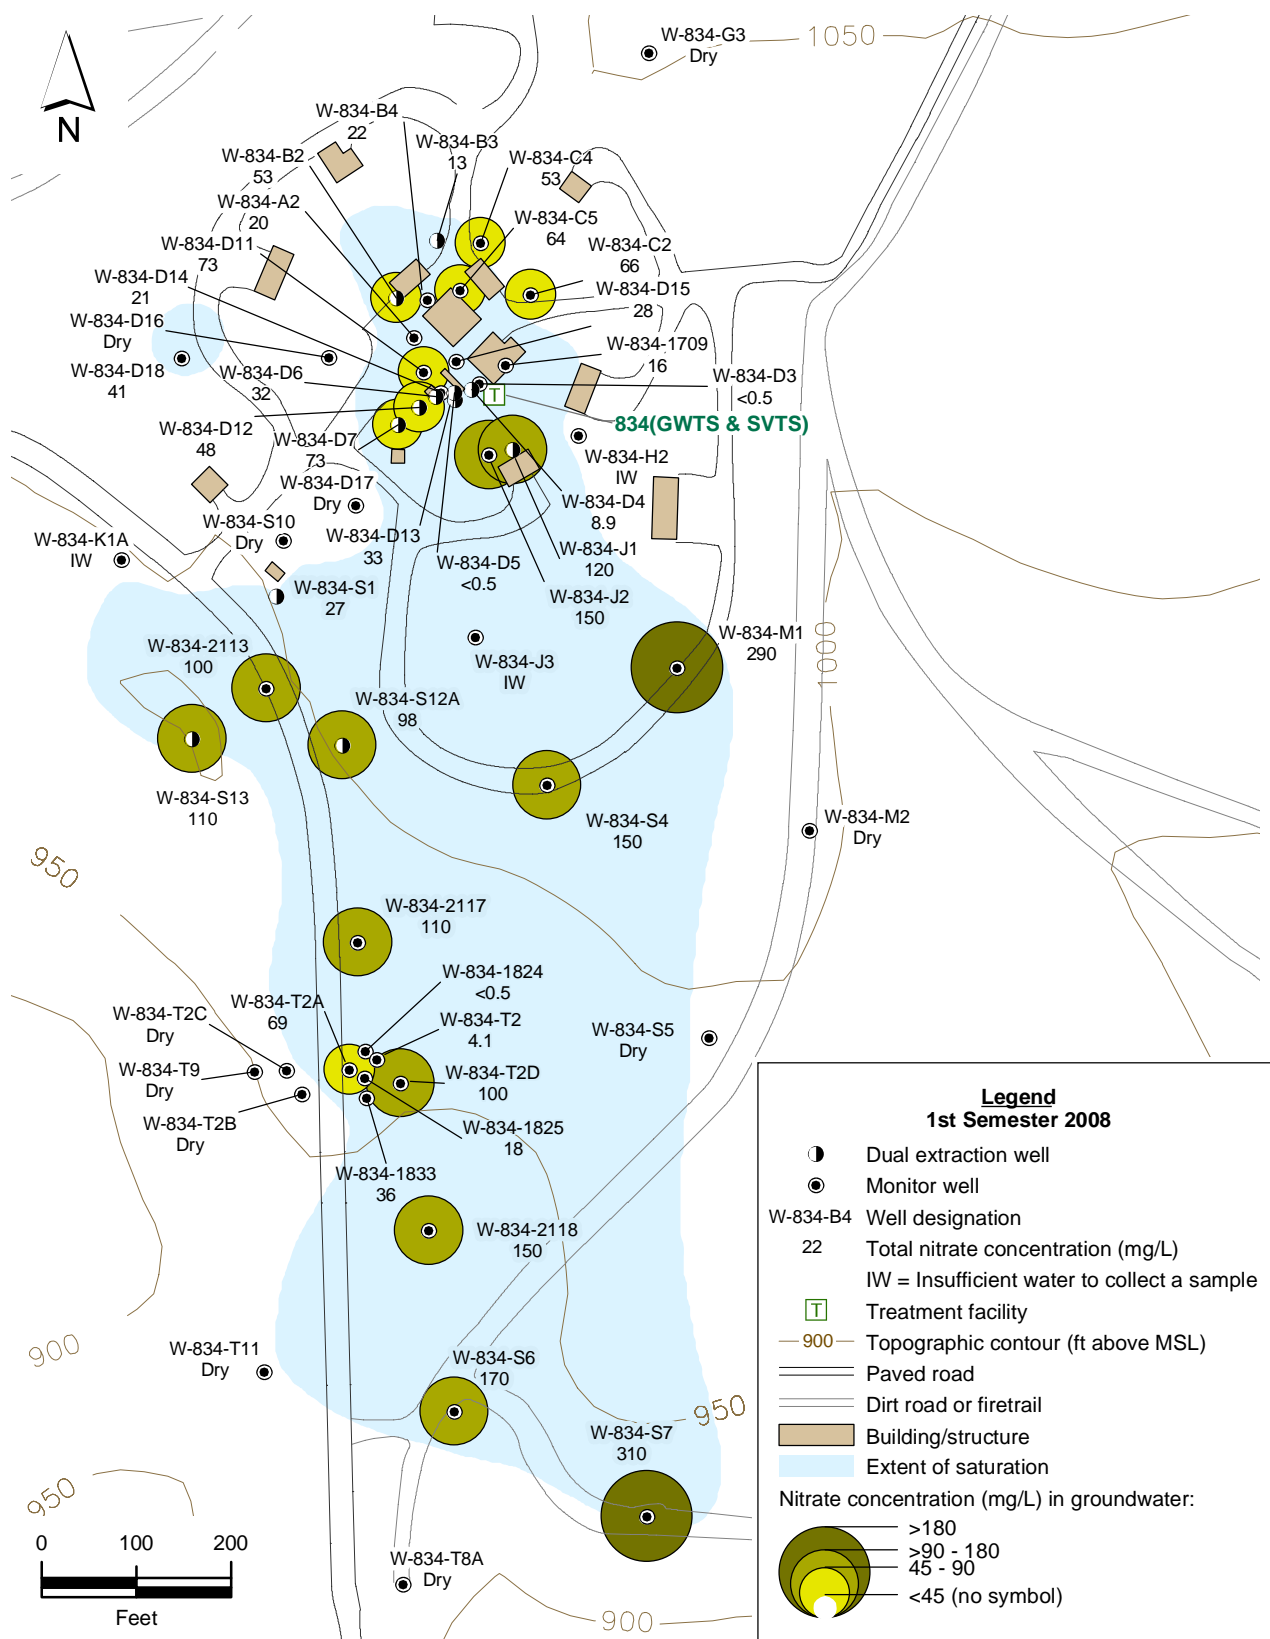 W-834-G3
Dry
1050
N
W-834-B4
22
W-834-B3
13
W-834-C4
53
W-834-B2
53
W-834-A2
20
W-834-C5
64
W-834-D11
73
W-834-C2
66
W-834-D14
21
W-834-D15
28
W-834-D16
Dry
W-834-1709
16
W-834-D18
41
W-834-D6
32
W-834-D3
<0.5
T
834(GWTS & SVTS)
W-834-D12
48
W-834-D7
73
W-834-H2
IW
W-834-D17
Dry
W-834-D4
8.9
W-834-S10
Dry
W-834-D13
33
W-834-K1A
IW
W-834-D5
<0.5
W-834-J1
120
W-834-S1
27
W-834-J2
150
W-834-2113
100
W-834-J3
IW
W-834-M1
290
1000
W-834-S12A
98
W-834-S13
110
W-834-S4
150
W-834-M2
Dry
950
W-834-2117
110
W-834-1824
<0.5
W-834-T2A
69
W-834-T2C
Dry
W-834-T2
4.1
W-834-S5
Dry
W-834-T9
Dry
W-834-T2D
100
W-834-T2B
Dry
W-834-1825
18
W-834-1833
36
W-834-2118
150
900
W-834-T11
Dry
W-834-S6
170
950
W-834-S7
310
950
W-834-T8A
Dry
900
0 100 200
Feet
Legend
1st Semester 2008
Dual extraction well
Monitor well
W-834-B4 Well designation
22 Total nitrate concentration (mg/L)
IW = Insufficient water to collect a sample
T Treatment facility
900 Topographic contour (ft above MSL)
Paved road
Dirt road or firetrail
Building/structure
Extent of saturation
Nitrate concentration (mg/L) in groundwater:
>180
>90 - 180
45 - 90
<45 (no symbol)